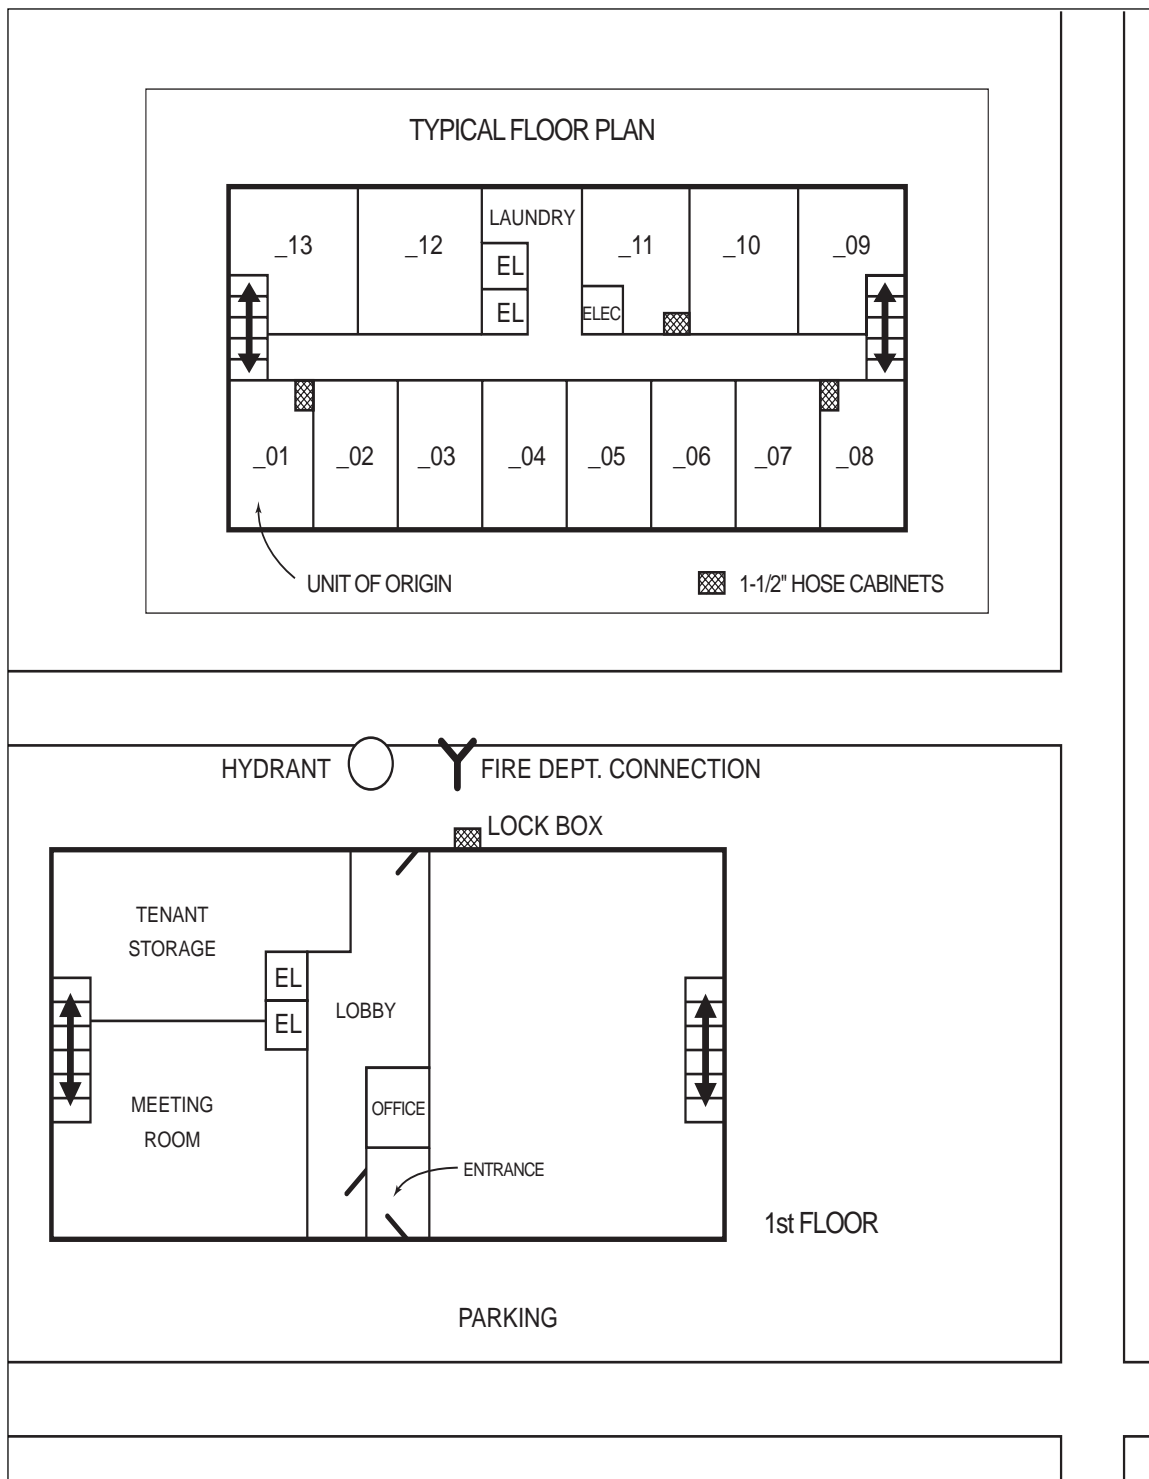 TYPICAL FLOOR PLAN
LAUNDRY
_13
_12
_11
_10
_09
EL
EL
ELEC
_01
_02
_03
_04
_05
_06
_07
_08
UNIT OF ORIGIN
1-1/2" HOSE CABINETS
HYDRANT
FIRE DEPT. CONNECTION
LOCK BOX
TENANT
STORAGE
EL
EL
LOBBY
MEETING
ROOM
OFFICE
ENTRANCE
1st FLOOR
PARKING